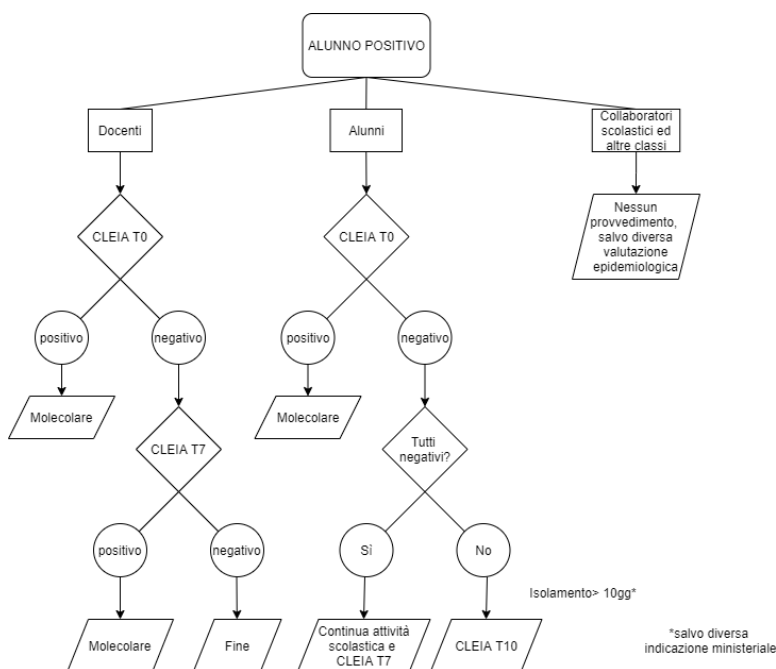 ALUNNO POSITIVO
Docenti
Alunni
Collaboratori
scolastici ed
altre classi
CLEIA T0
CLEIA T0
Nessun
provvedimento,
salvo diversa
valutazione
epidemiologica
positivo
negativo
positivo
negativo
Molecolare
CLEIA T7
Molecolare
Tutti
negativi?
positivo
negativo
Sì
No
Isolamento> 10gg*
Molecolare
Fine
Continua attività
scolastica e
CLEIA T7
CLEIA T10
*salvo diversa
indicazione ministeriale